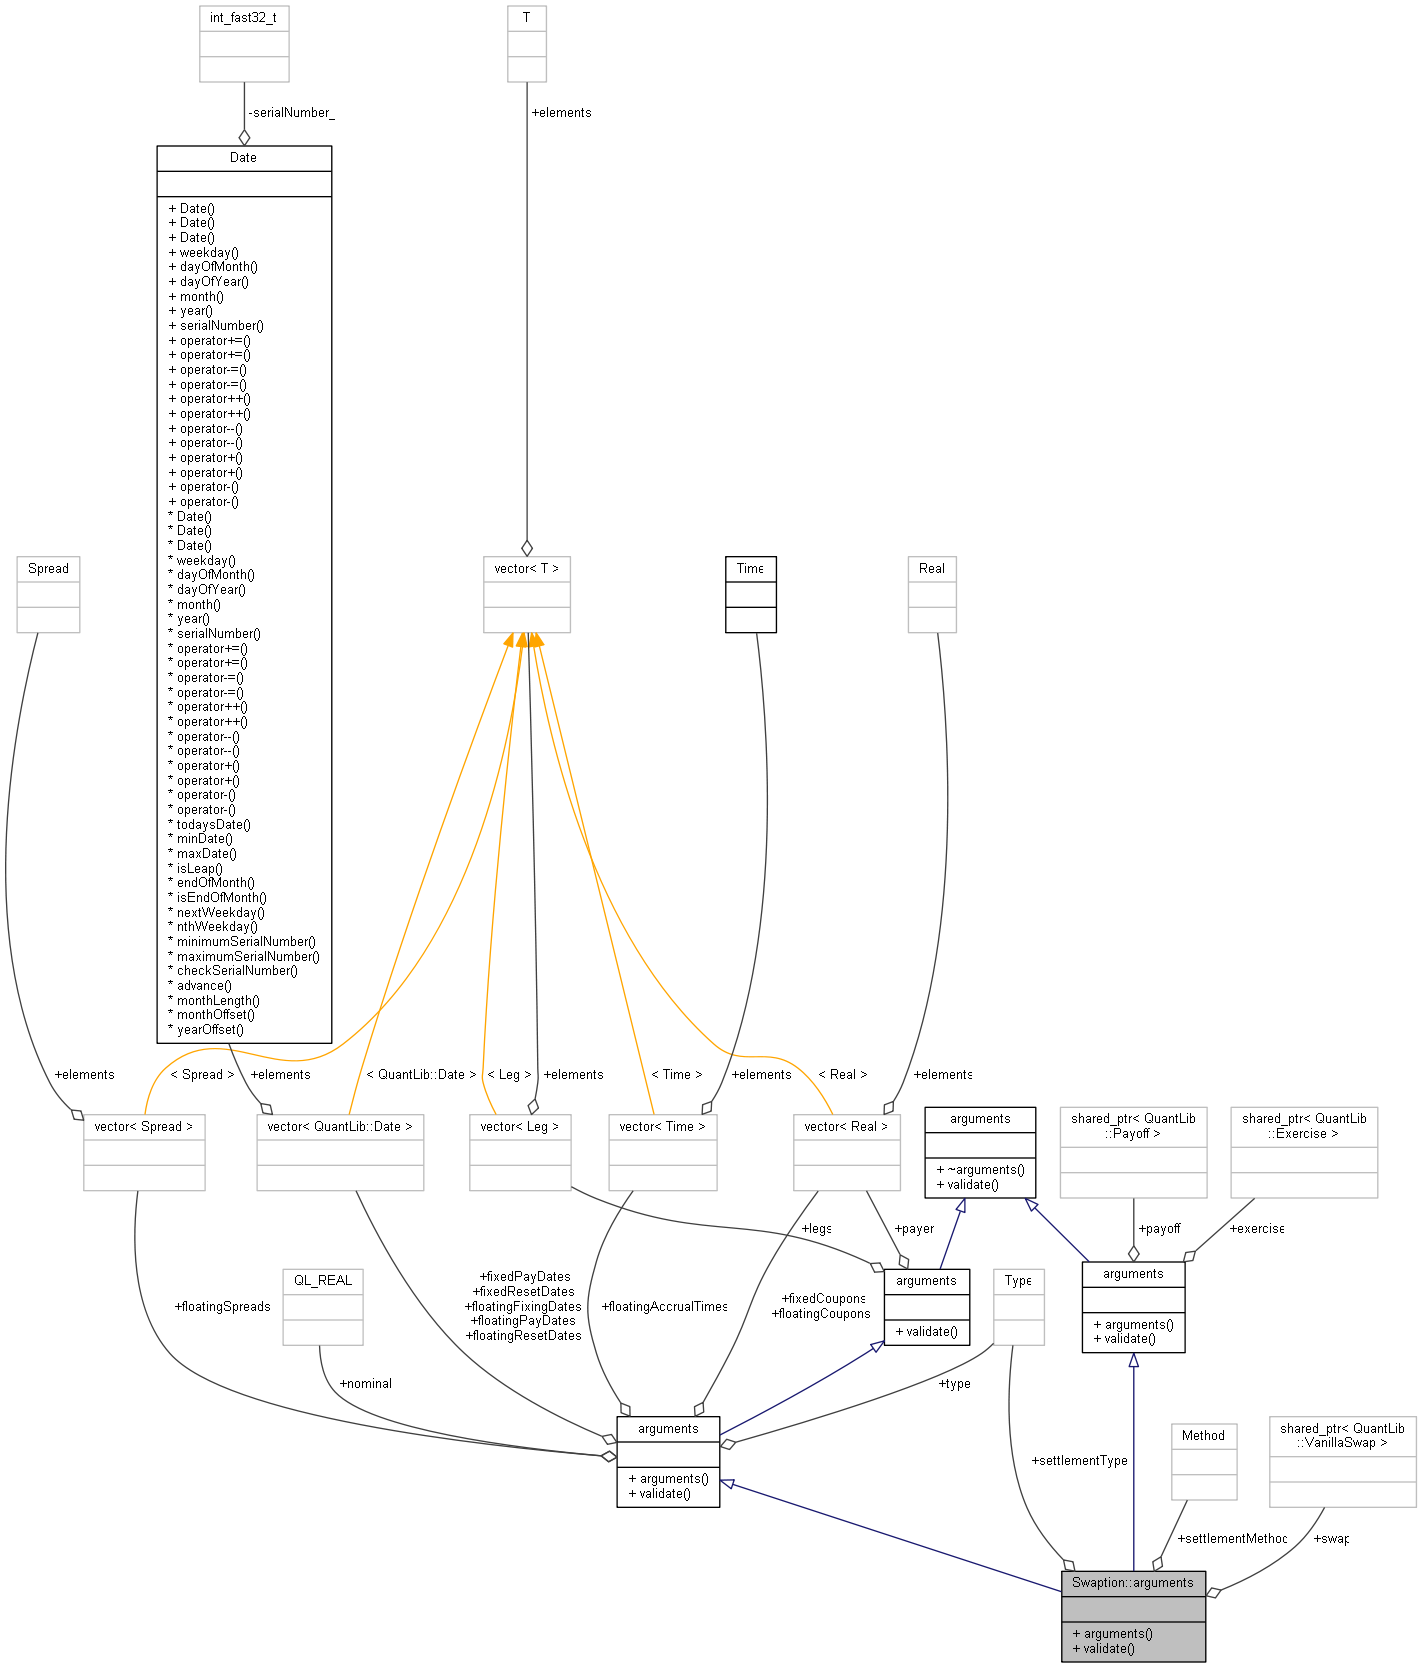 int_fast32_t
T
-serialNumber_
+elements
Date
+ Date()
+ Date()
+ Date()
+ weekday()
+ dayOfMonth()
+ dayOfYear()
+ month()
+ year()
+ serialNumber()
+ operator+=()
+ operator+=()
+ operator-=()
+ operator-=()
+ operator++()
+ operator++()
+ operator--()
+ operator--()
+ operator+()
+ operator+()
+ operator-()
+ operator-()
* Date()
* Date()
* Date()
* weekday()
* dayOfMonth()
* dayOfYear()
* month()
* year()
* serialNumber()
* operator+=()
* operator+=()
* operator-=()
* operator-=()
* operator++()
* operator++()
* operator--()
* operator--()
* operator+()
* operator+()
* operator-()
* operator-()
* todaysDate()
* minDate()
* maxDate()
* isLeap()
* endOfMonth()
* isEndOfMonth()
* nextWeekday()
* nthWeekday()
* minimumSerialNumber()
* maximumSerialNumber()
* checkSerialNumber()
* advance()
* monthLength()
* monthOffset()
* yearOffset()
Spread
vector< T >
Time
Real
+elements
< Spread >
+elements
< QuantLib::Date >
< Leg >
+elements
< Time >
+elements
< Real >
+elements
vector< Spread >
vector< QuantLib::Date >
vector< Leg >
vector< Time >
vector< Real >
arguments
+ ~arguments()
+ validate()
shared_ptr< QuantLib
::Payoff >
shared_ptr< QuantLib
::Exercise >
+legs
+payer
+payoff
+exercise
QL_REAL
+floatingSpreads
+fixedPayDates
+fixedResetDates
+floatingFixingDates
+floatingPayDates
+floatingResetDates
+floatingAccrualTimes
+fixedCoupons
+floatingCoupons
arguments
+ validate()
Type
arguments
+ arguments()
+ validate()
+nominal
+type
arguments
+ arguments()
+ validate()
+settlementType
Method
shared_ptr< QuantLib
::VanillaSwap >
+settlementMethod
+swap
Swaption::arguments
+ arguments()
+ validate()